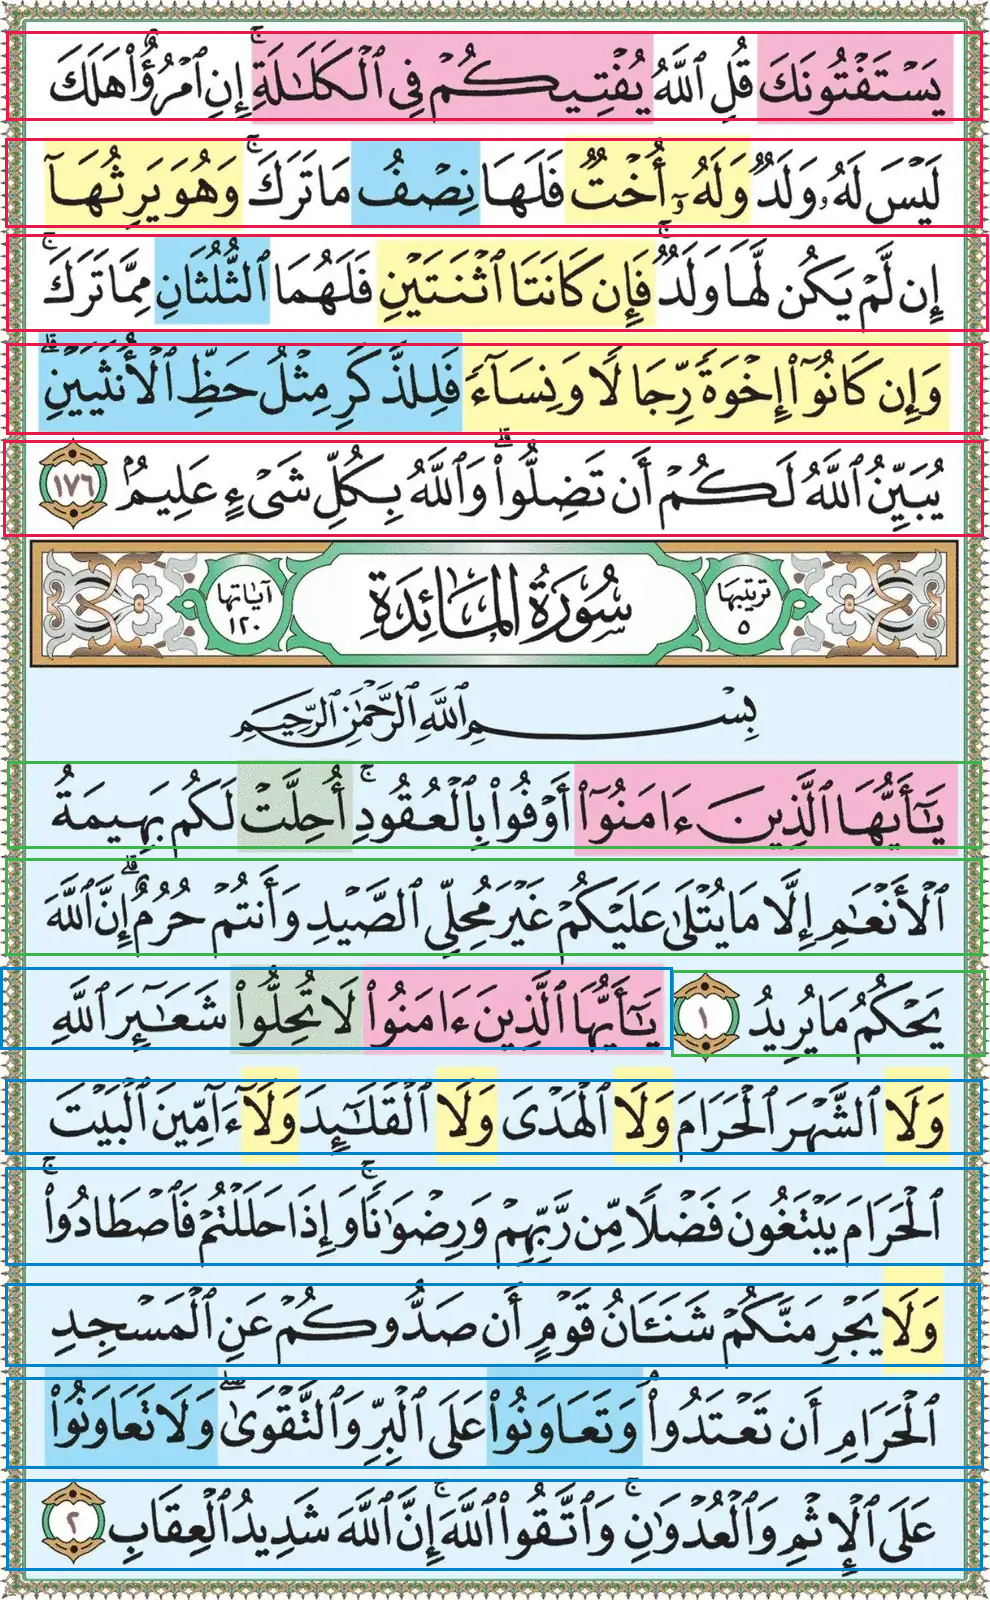 يَسْتَفْتُونَكَ قُلِ ٱللَّهُ يُفْتِيكُمْ فِى ٱلْكَلَـٰلَةِ ۚ إِنِ ٱمْرُؤٌا۟ هَلَكَ
لَيْسَ لَهُۥ وَلَدٌ وَلَهُۥٓ أُخْتٌ فَلَهَا نِصْفُ مَا تَرَكَ ۚ وَهُوَ يَرِثُهَآ
إِن لَّمْ يَكُن لَّهَا وَلَدٌ ۚ فَإِن كَانَتَا ٱثْنَتَيْنِ فَلَهُمَا ٱلثُّلُثَانِ مِمَّا تَرَكَ ۚ
وَإِن كَانُوٓا۟ إِخْوَةً رِّجَالًا وَنِسَآءً فَلِلذَّكَرِ مِثْلُ حَظِّ ٱلْأُنثَيَيْنِ ۗ
يُبَيِّنُ ٱللَّهُ لَكُمْ أَن تَضِلُّوا۟ ۗ وَٱللَّهُ بِكُلِّ شَىْءٍ عَلِيمٌۢ ١٧٦
ترتيبها ٥ سُورَةُ المَائِدَةِ آياتها ١٢٠
بِسْمِ ٱللَّهِ ٱلرَّحْمَـٰنِ ٱلرَّحِيمِ
يَـٰٓأَيُّهَا ٱلَّذِينَ ءَامَنُوٓا۟ أَوْفُوا۟ بِٱلْعُقُودِ ۚ أُحِلَّتْ لَكُم بَهِيمَةُ
ٱلْأَنْعَـٰمِ إِلَّا مَا يُتْلَىٰ عَلَيْكُمْ غَيْرَ مُحِلِّى ٱلصَّيْدِ وَأَنتُمْ حُرُمٌ ۗ إِنَّ ٱللَّهَ
يَحْكُمُ مَا يُرِيدُ ١ يَـٰٓأَيُّهَا ٱلَّذِينَ ءَامَنُوا۟ لَا تُحِلُّوا۟ شَعَـٰٓئِرَ ٱللَّهِ
وَلَا ٱلشَّهْرَ ٱلْحَرَامَ وَلَا ٱلْهَدْىَ وَلَا ٱلْقَلَـٰٓئِدَ وَلَآ ءَآمِّينَ ٱلْبَيْتَ
ٱلْحَرَامَ يَبْتَغُونَ فَضْلًا مِّن رَّبِّهِمْ وَرِضْوَٰنًا ۚ وَإِذَا حَلَلْتُمْ فَٱصْطَادُوا۟ ۚ
وَلَا يَجْرِمَنَّكُمْ شَنَـَٔانُ قَوْمٍ أَن صَدُّوكُمْ عَنِ ٱلْمَسْجِدِ
ٱلْحَرَامِ أَن تَعْتَدُوا۟ ۘ وَتَعَاوَنُوا۟ عَلَى ٱلْبِرِّ وَٱلتَّقْوَىٰ ۖ وَلَا تَعَاوَنُوا۟
عَلَى ٱلْإِثْمِ وَٱلْعُدْوَٰنِ ۚ وَٱتَّقُوا۟ ٱللَّهَ ۖ إِنَّ ٱللَّهَ شَدِيدُ ٱلْعِقَابِ ٢